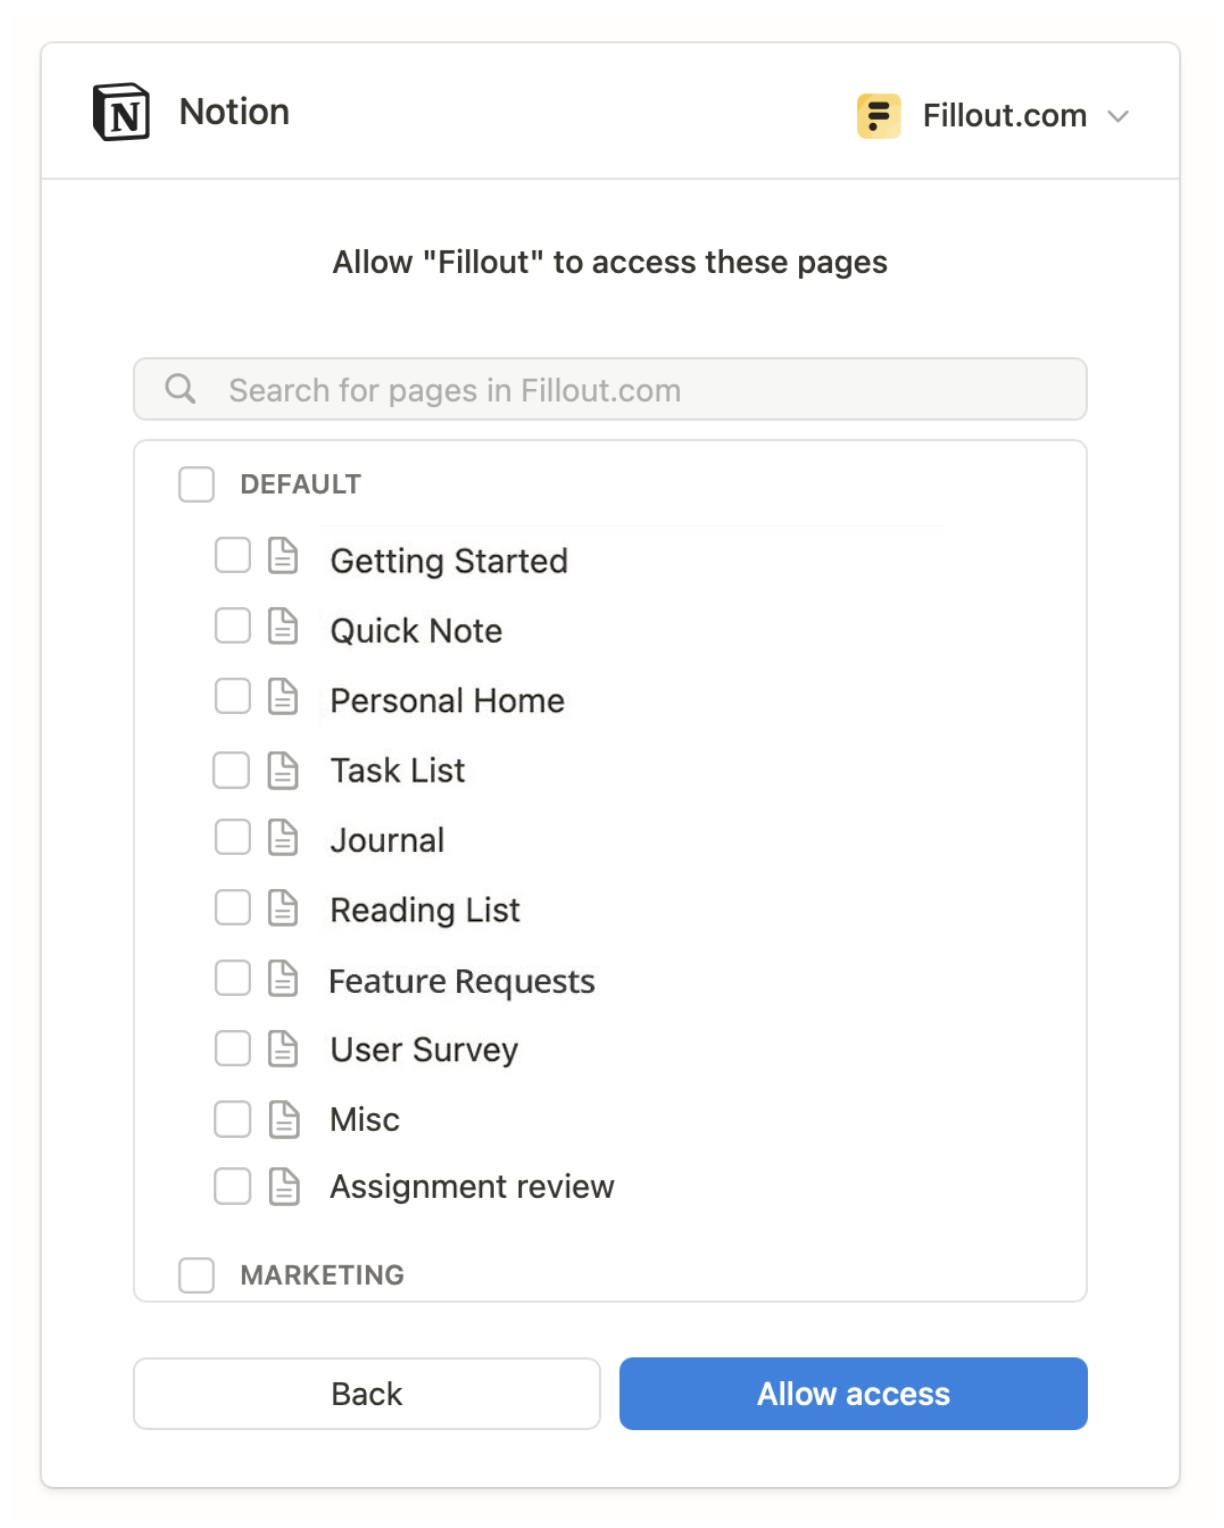 Notion
Fillout.com
Allow "Fillout" to access these pages
Search for pages in Fillout.com
DEFAULT
Getting Started
Quick Note
Personal Home
Task List
Journal
Reading List
Feature Requests
User Survey
Misc
Assignment review
MARKETING
Back
Allow access